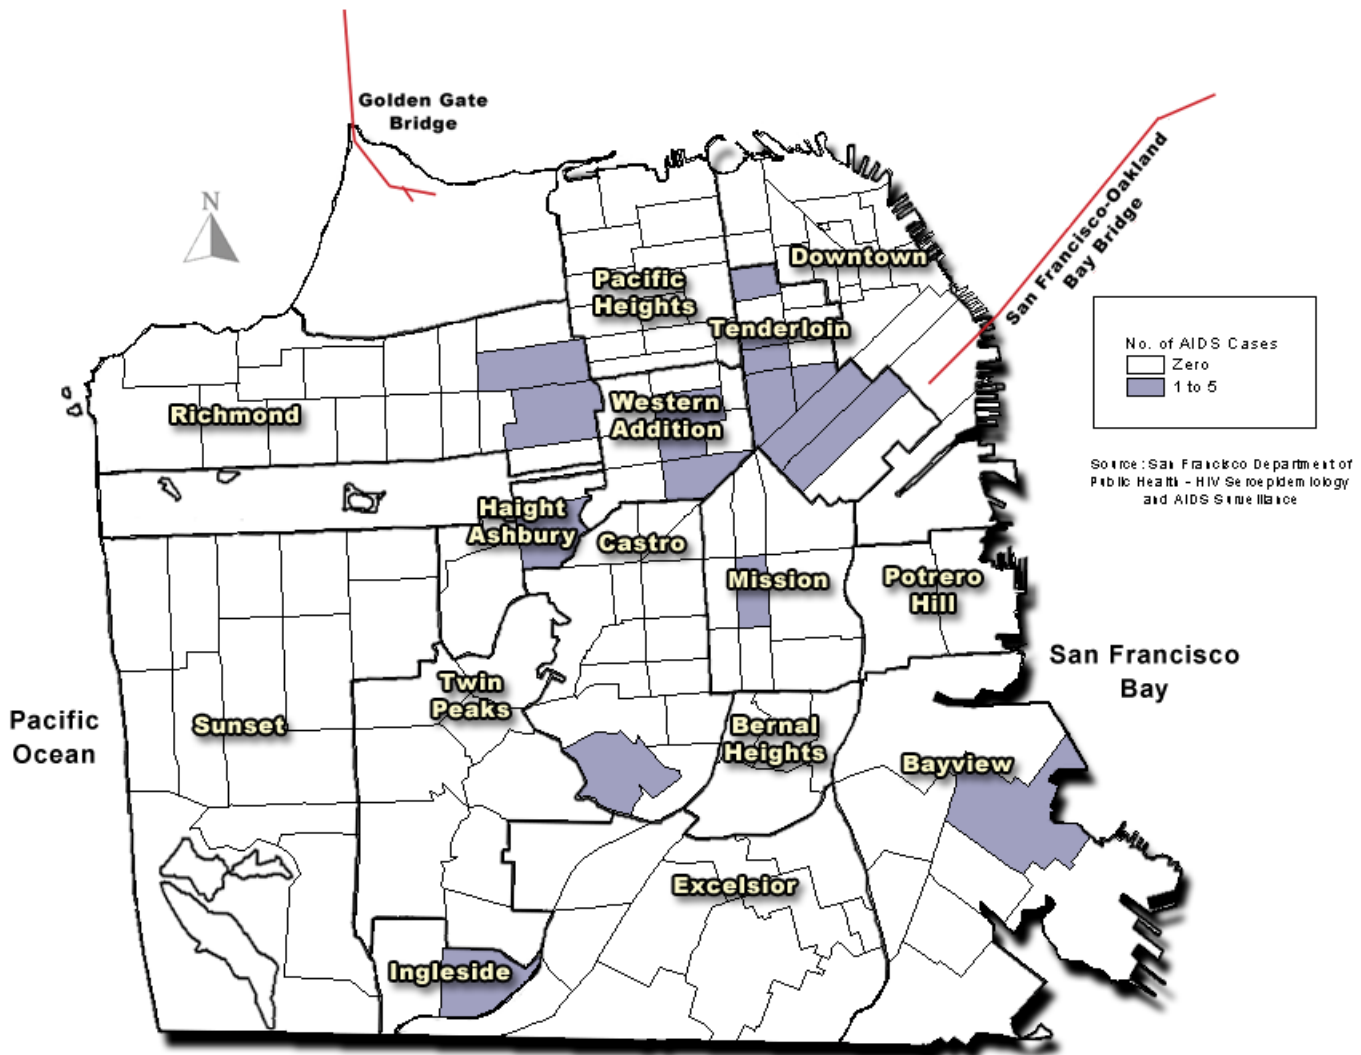 Golden Gate
Bridge
N
San Francisco-Oakland
Bay Bridge
Downtown
Pacific
Heights
Tenderloin
No. of AIDS Cases
Zero
1 to 5
Richmond
Western
Addition
Source: San Francisco Department of
Public Health - HIV Seroepidemiology
and AIDS Surveillance
Haight
Ashbury
Castro
Mission
Potrero
Hill
San Francisco
Bay
Twin
Peaks
Pacific
Ocean
Sunset
Bernal
Heights
Bayview
Excelsior
Ingleside